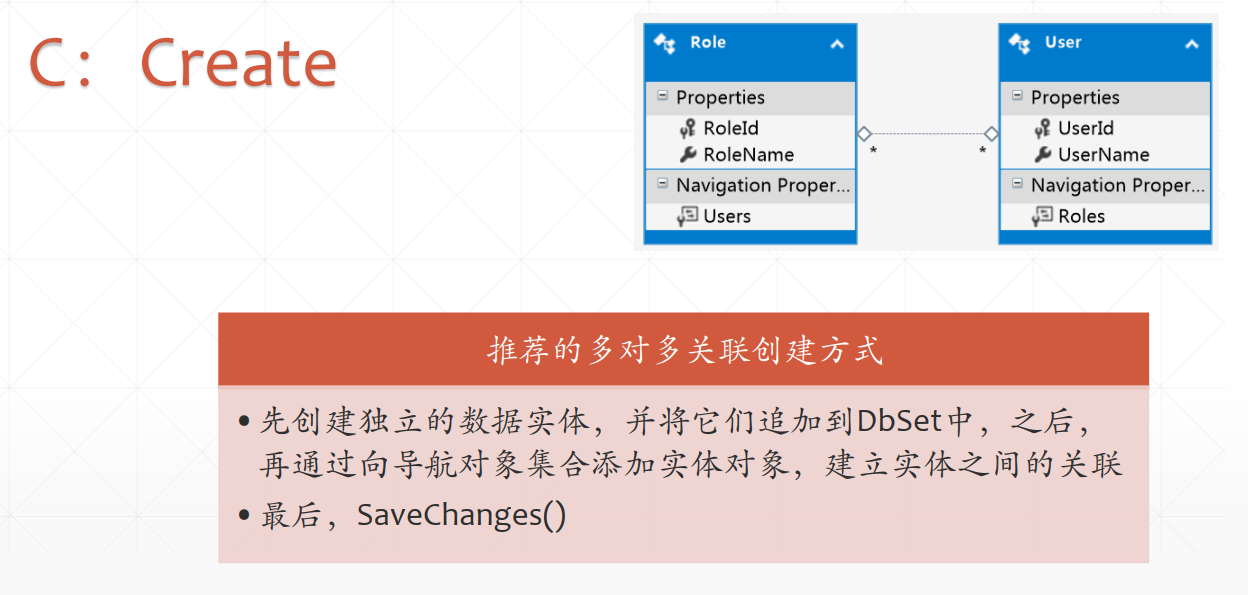 C：Create
Role
Properties
RoleId
RoleName
Navigation Proper...
Users
*
*
User
Properties
UserId
UserName
Navigation Proper...
Roles
推荐的多对多关联创建方式
• 先创建独立的数据实体，并将它们追加到DbSet中，之后，
再通过向导航对象集合添加实体对象，建立实体之间的关联
• 最后，SaveChanges()